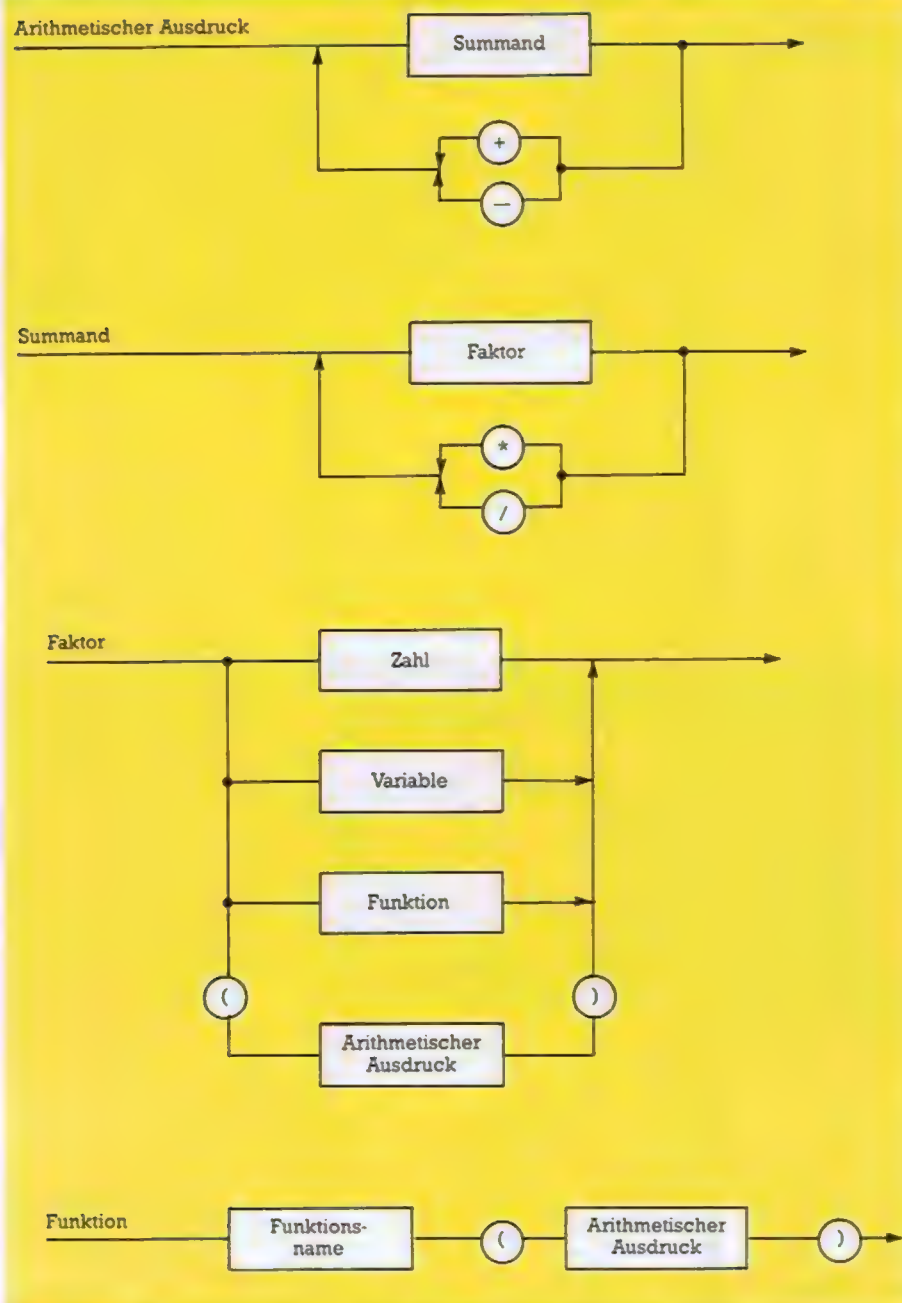 Arithmetischer Ausdruck
Summand
+
—
Summand
Faktor
*
/
Faktor
Zahl
Variable
Funktion
(
)
Arithmetischer
Ausdruck
Funktion
Funktions-
name
(
Arithmetischer
Ausdruck
)